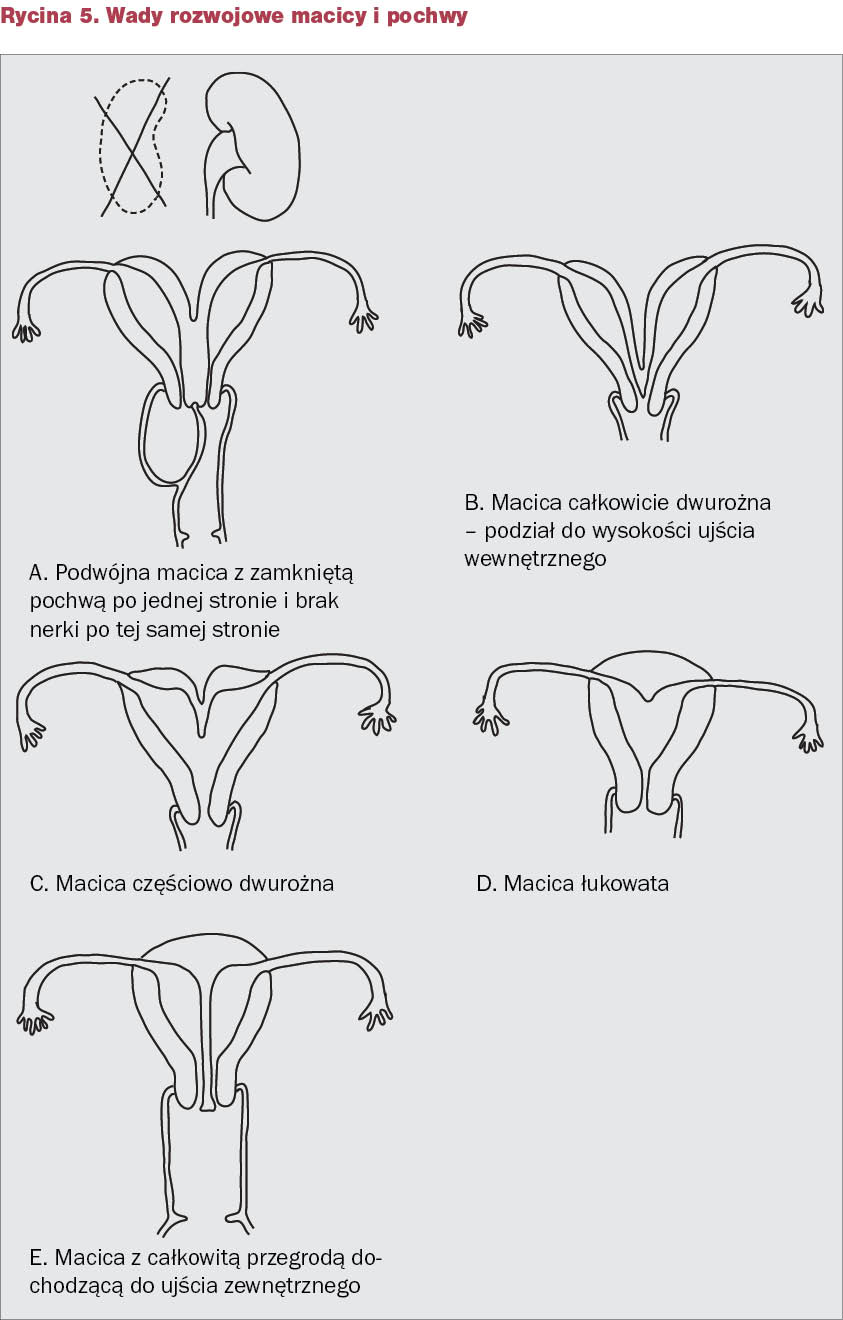 Rycina 5. Wady rozwojowe macicy i pochwy
A. Podwójna macica z zamkniętą
pochwą po jednej stronie i brak
nerki po tej samej stronie
B. Macica całkowicie dwurożna
– podział do wysokości ujścia
wewnętrznego
C. Macica częściowo dwurożna
D. Macica łukowata
E. Macica z całkowitą przegrodą do-
chodzącą do ujścia zewnętrznego